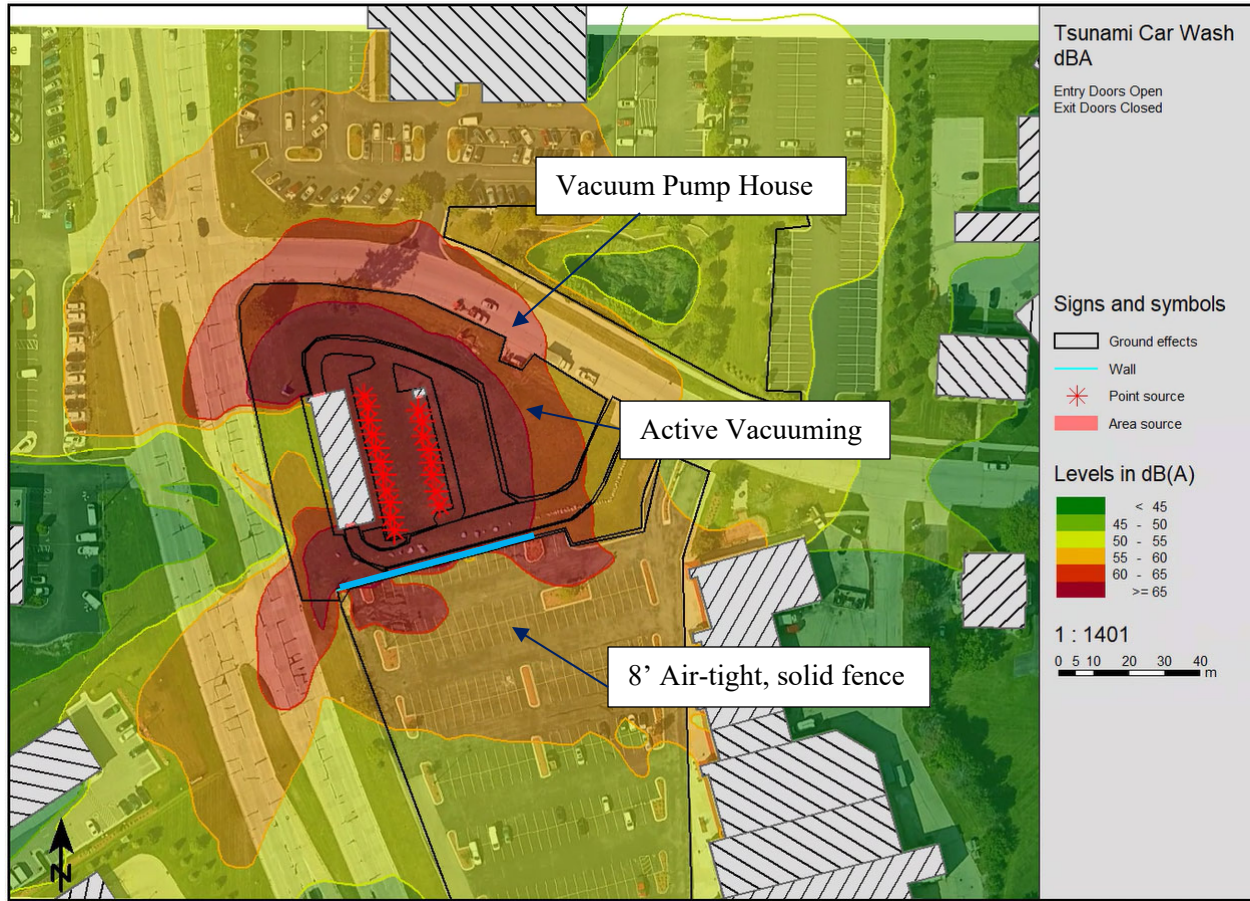 Tsunami Car Wash
dBA
Entry Doors Open
Exit Doors Closed
Vacuum Pump House
Active Vacuuming
8’ Air-tight, solid fence
Signs and symbols
Ground effects
Wall
Point source
Area source
Levels in dB(A)
< 45
45 - 50
50 - 55
55 - 60
60 - 65
>= 65
1 : 1401
0 5 10 20 30 40
m
N
e